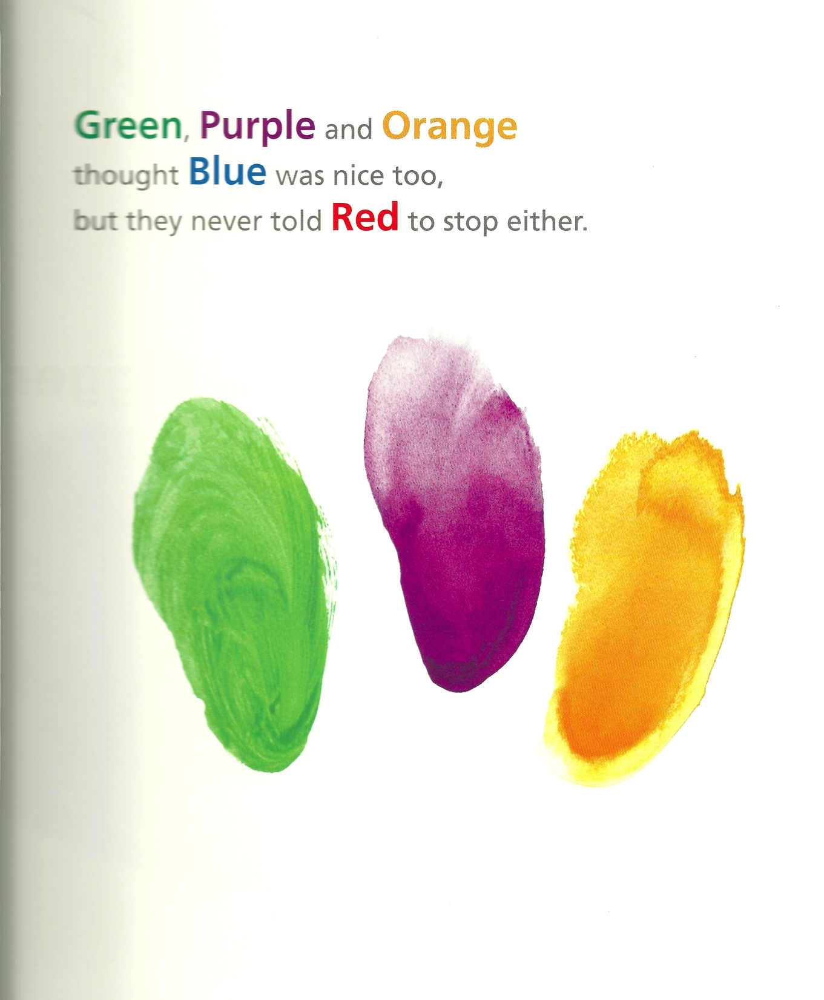 Green, Purple and Orange
thought Blue was nice too,
but they never told Red to stop either.